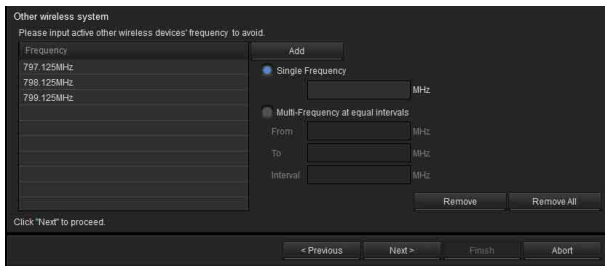 Other wireless system
Please input active other wireless devices' frequency to avoid.
Frequency
797.125MHz
798.125MHz
799.125MHz
Add
Single Frequency
MHz
Multi-Frequency at equal intervals
From MHz
To MHz
Interval MHz
Remove Remove All
Click "Next" to proceed.
< Previous Next > Finish Abort